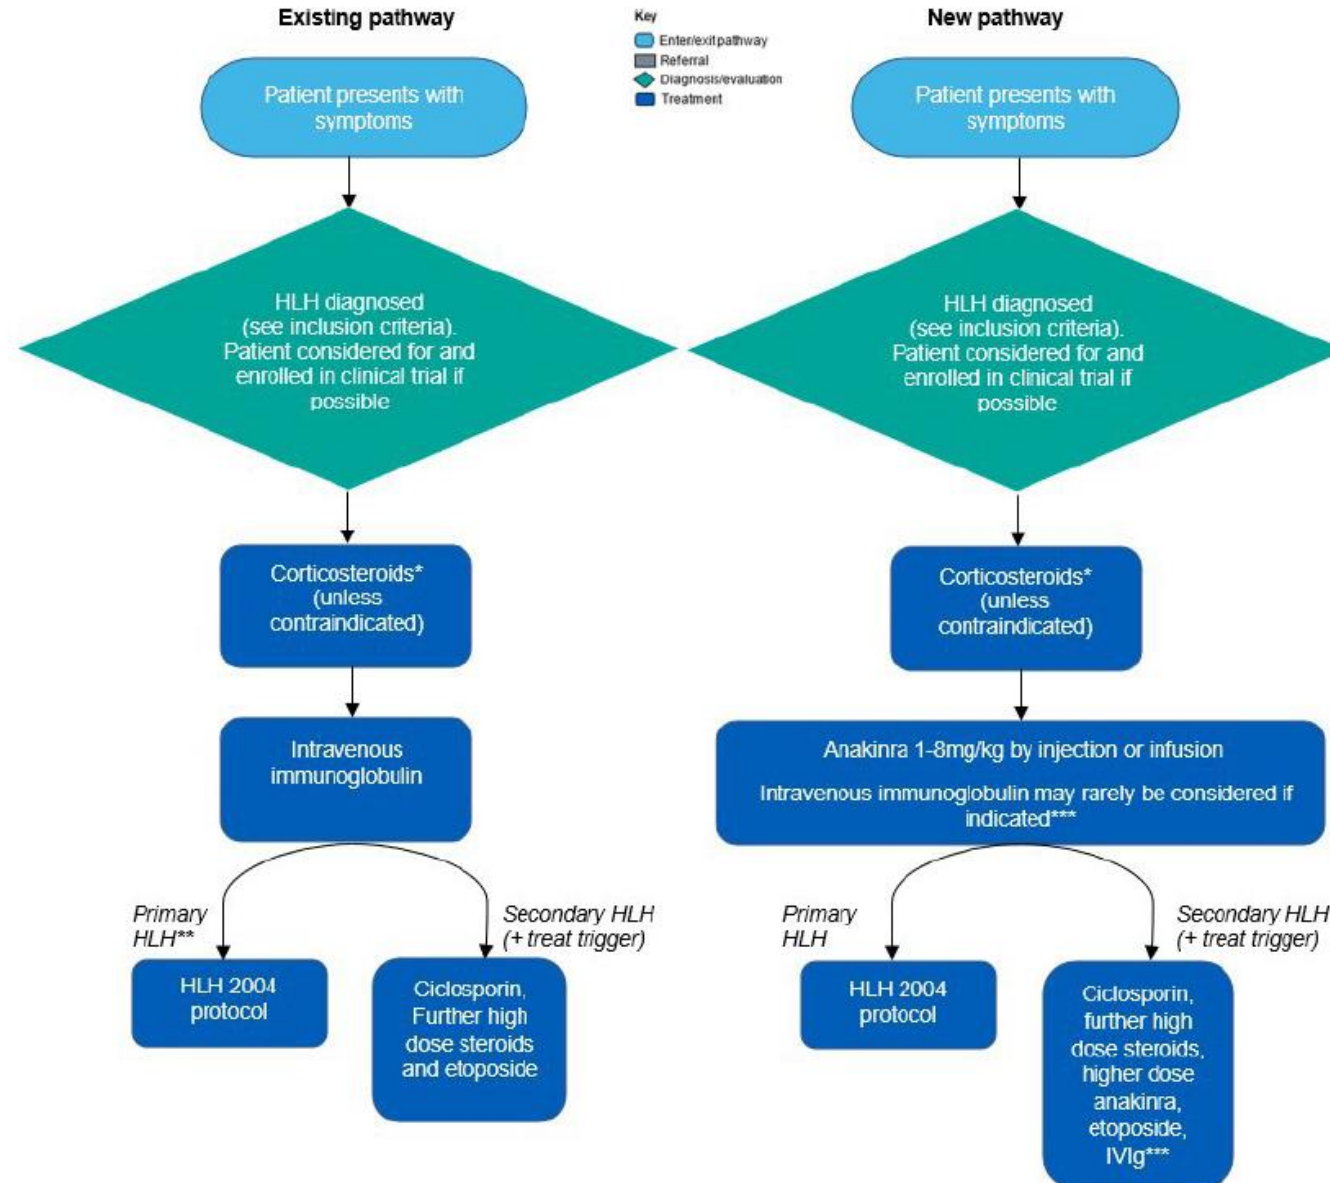 Existing pathway
Key
Enter/exit pathway
Referral
Diagnosis/evaluation
Treatment
New pathway
Patient presents with
symptoms
HLH diagnosed
(see inclusion criteria).
Patient considered for and
enrolled in clinical trial if
possible
Corticosteroids*
(unless
contraindicated)
Intravenous
immunoglobulin
Primary
HLH**
Secondary HLH
(+ treat trigger)
HLH 2004
protocol
Ciclosporin,
Further high
dose steroids
and etoposide
Patient presents with
symptoms
HLH diagnosed
(see inclusion criteria).
Patient considered for and
enrolled in clinical trial if
possible
Corticosteroids*
(unless
contraindicated)
Anakinra 1-8mg/kg by injection or infusion
Intravenous immunoglobulin may rarely be considered if
indicated***
Primary
HLH
Secondary HLH
(+ treat trigger)
HLH 2004
protocol
Ciclosporin,
further high
dose steroids,
higher dose
anakinra,
etoposide,
IVIg***